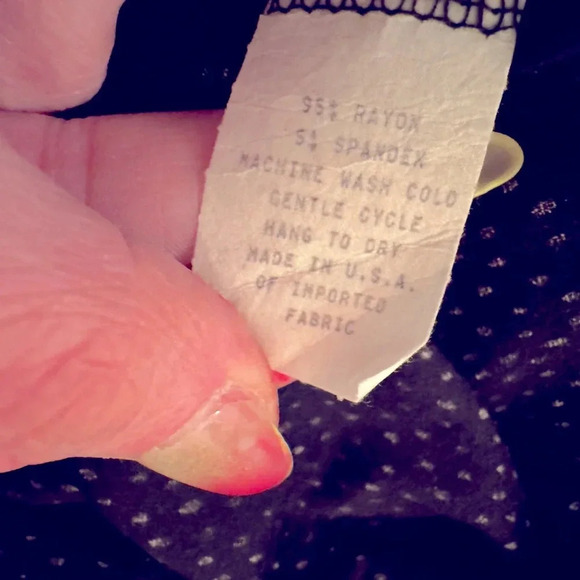 95% RAYON
5% SPANDEX
MACHINE WASH COLD
GENTLE CYCLE
HANG TO DRY
MADE IN U.S.A.
OF IMPORTED
FABRIC